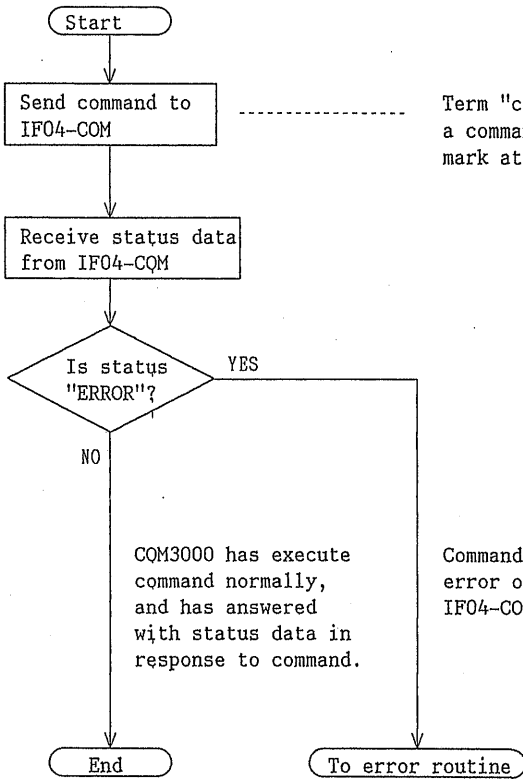 Start
Send command to
IF04-COM
Term "c
a comma
mark at
Receive status data
from IF04-CQM
Is status
"ERROR"?
YES
NO
CQM3000 has execute
command normally,
and has answered
with status data in
response to command.
Command
error o
IF04-CO
End
To error routine